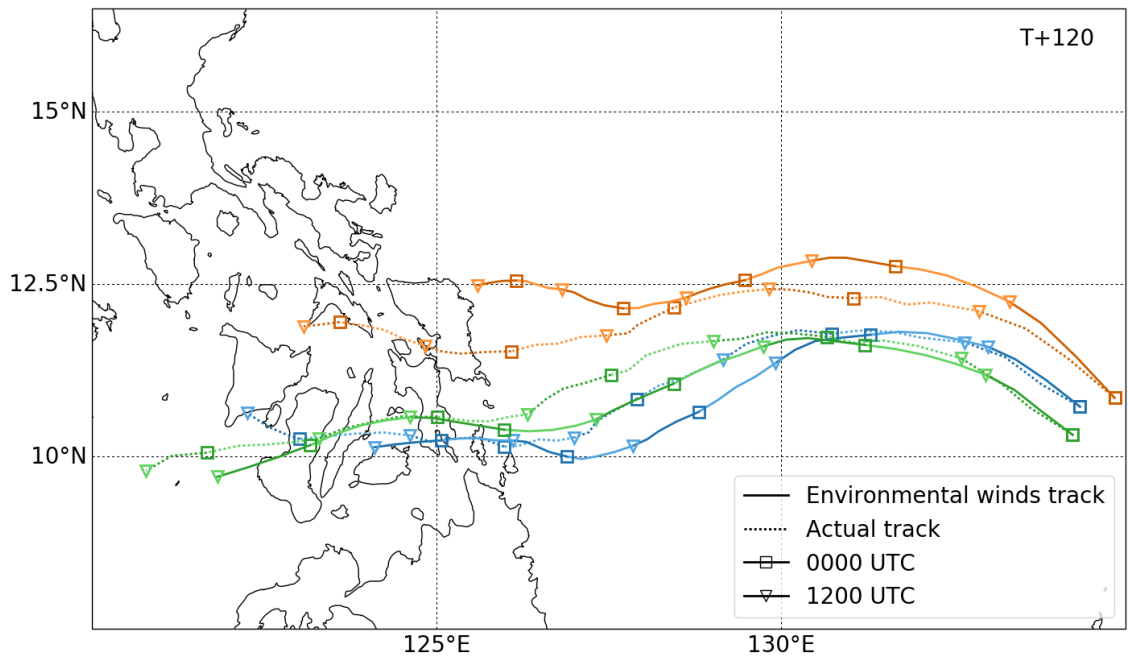 T+120
15°N
12.5°N
10°N
Environmental winds track
Actual track
0000 UTC
1200 UTC
125°E 130°E